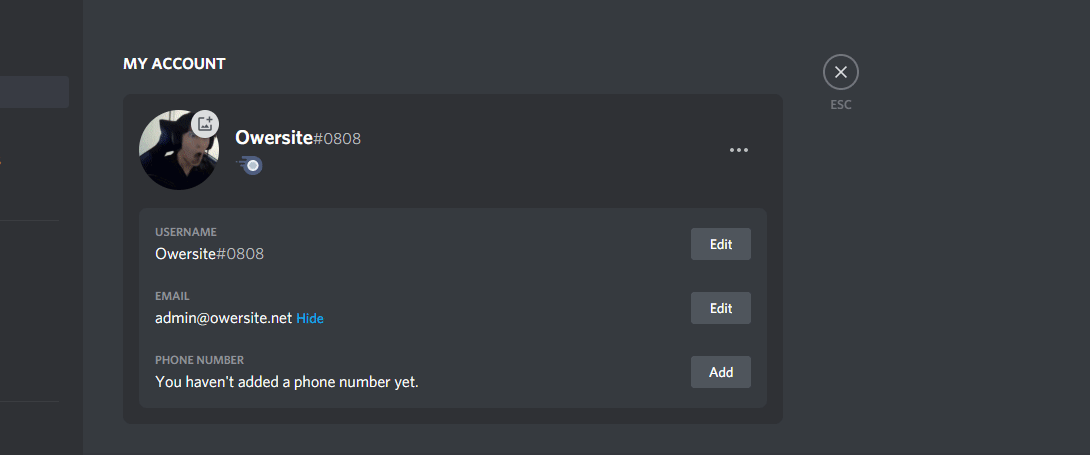 MY ACCOUNT
ESC
Owersite#0808
USERNAME
Owersite#0808
Edit
EMAIL
admin@owersite.net Hide
Edit
PHONE NUMBER
You haven't added a phone number yet.
Add